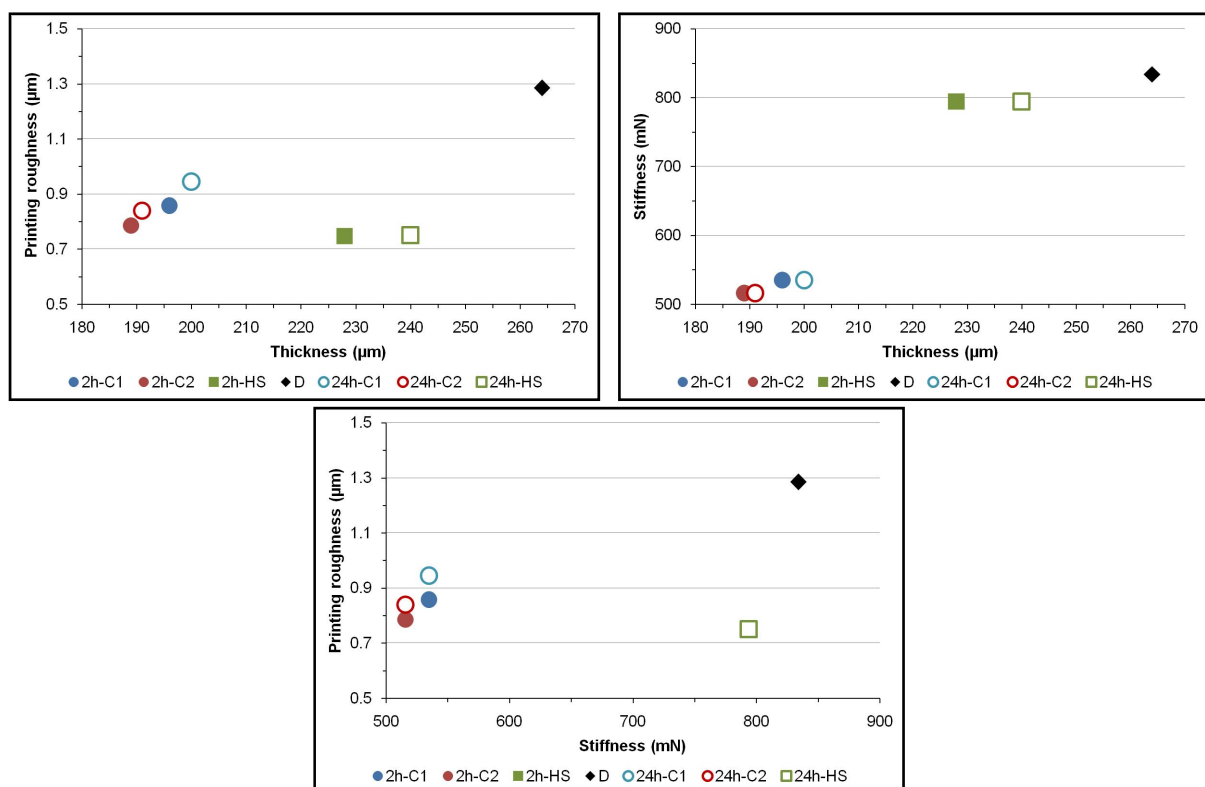 1.5
1.3
1.1
0.9
0.7
0.5
Printing roughness (µm)
180 190 200 210 220 230 240 250 260 270
Thickness (µm)
2h-C1 2h-C2 2h-HS D 24h-C1 24h-C2 24h-HS
900
800
700
600
500
Stiffness (mN)
180 190 200 210 220 230 240 250 260 270
Thickness (µm)
2h-C1 2h-C2 2h-HS D 24h-C1 24h-C2 24h-HS
1.5
1.3
1.1
0.9
0.7
0.5
Printing roughness (µm)
500 600 700 800 900
Stiffness (mN)
2h-C1 2h-C2 2h-HS D 24h-C1 24h-C2 24h-HS